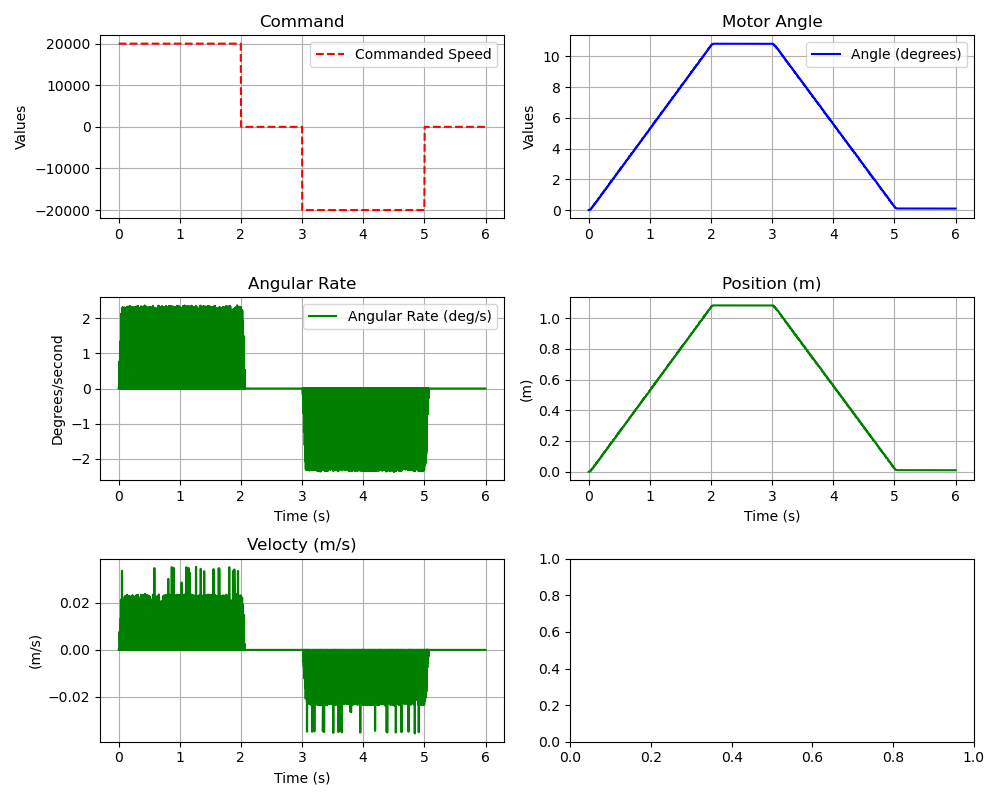 Command
Motor Angle
20000
10000
0
−10000
−20000
Values
Commanded Speed
0 1 2 3 4 5 6
10
8
6
4
2
0
Values
Angle (degrees)
0 1 2 3 4 5 6
Angular Rate
Position (m)
2
1
0
−1
−2
Degrees/second
Angular Rate (deg/s)
0 1 2 3 4 5 6
Time (s)
1.0
0.8
0.6
0.4
0.2
0.0
(m)
0 1 2 3 4 5 6
Time (s)
Velocty (m/s)
0.02
0.00
−0.02
(m/s)
0 1 2 3 4 5 6
Time (s)
1.0
0.8
0.6
0.4
0.2
0.0
0.0 0.2 0.4 0.6 0.8 1.0